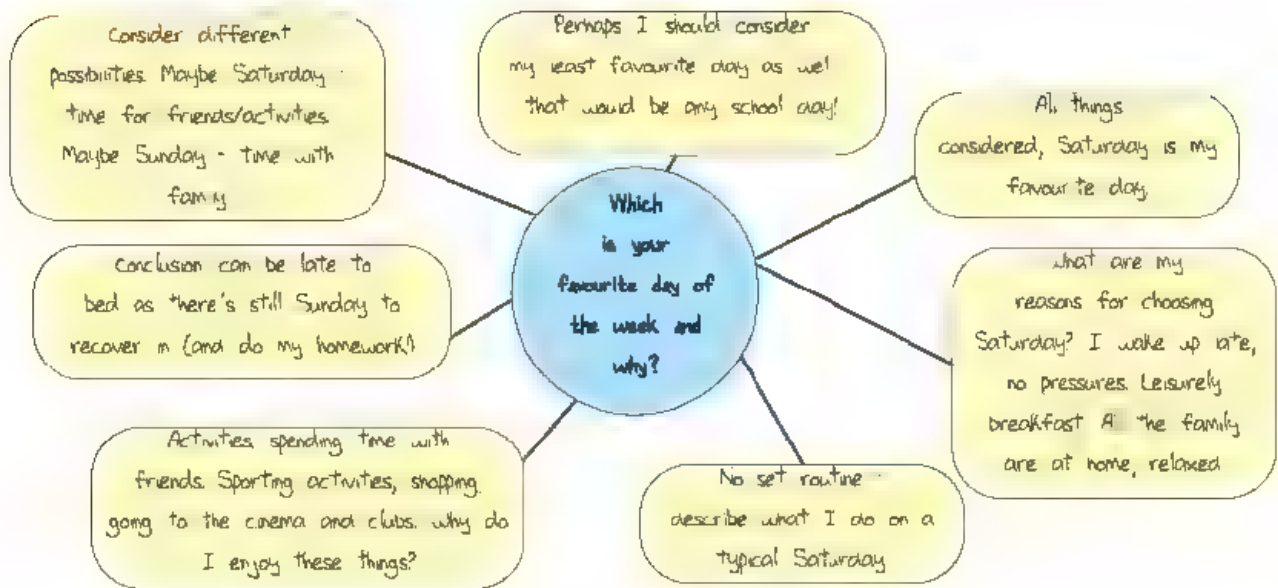 Which
is your
favourite day of
the week and
why?
Consider different
possibilities. Maybe Saturday -
time for friends/activities.
Maybe Sunday - time with
family
Perhaps I should consider
my least favourite day as well
that would be any school day!
All things
considered, Saturday is my
favourite day.
What are my
reasons for choosing
Saturday? I wake up late,
no pressures. Leisurely
breakfast. All the family
are at home, relaxed
No set routine -
describe what I do on a
typical Saturday
Activities, spending time with
friends. Sporting activities, shopping,
going to the cinema and clubs. Why do
I enjoy these things?
Conclusion can be late to
bed as there's still Sunday to
recover in (and do my homework!)